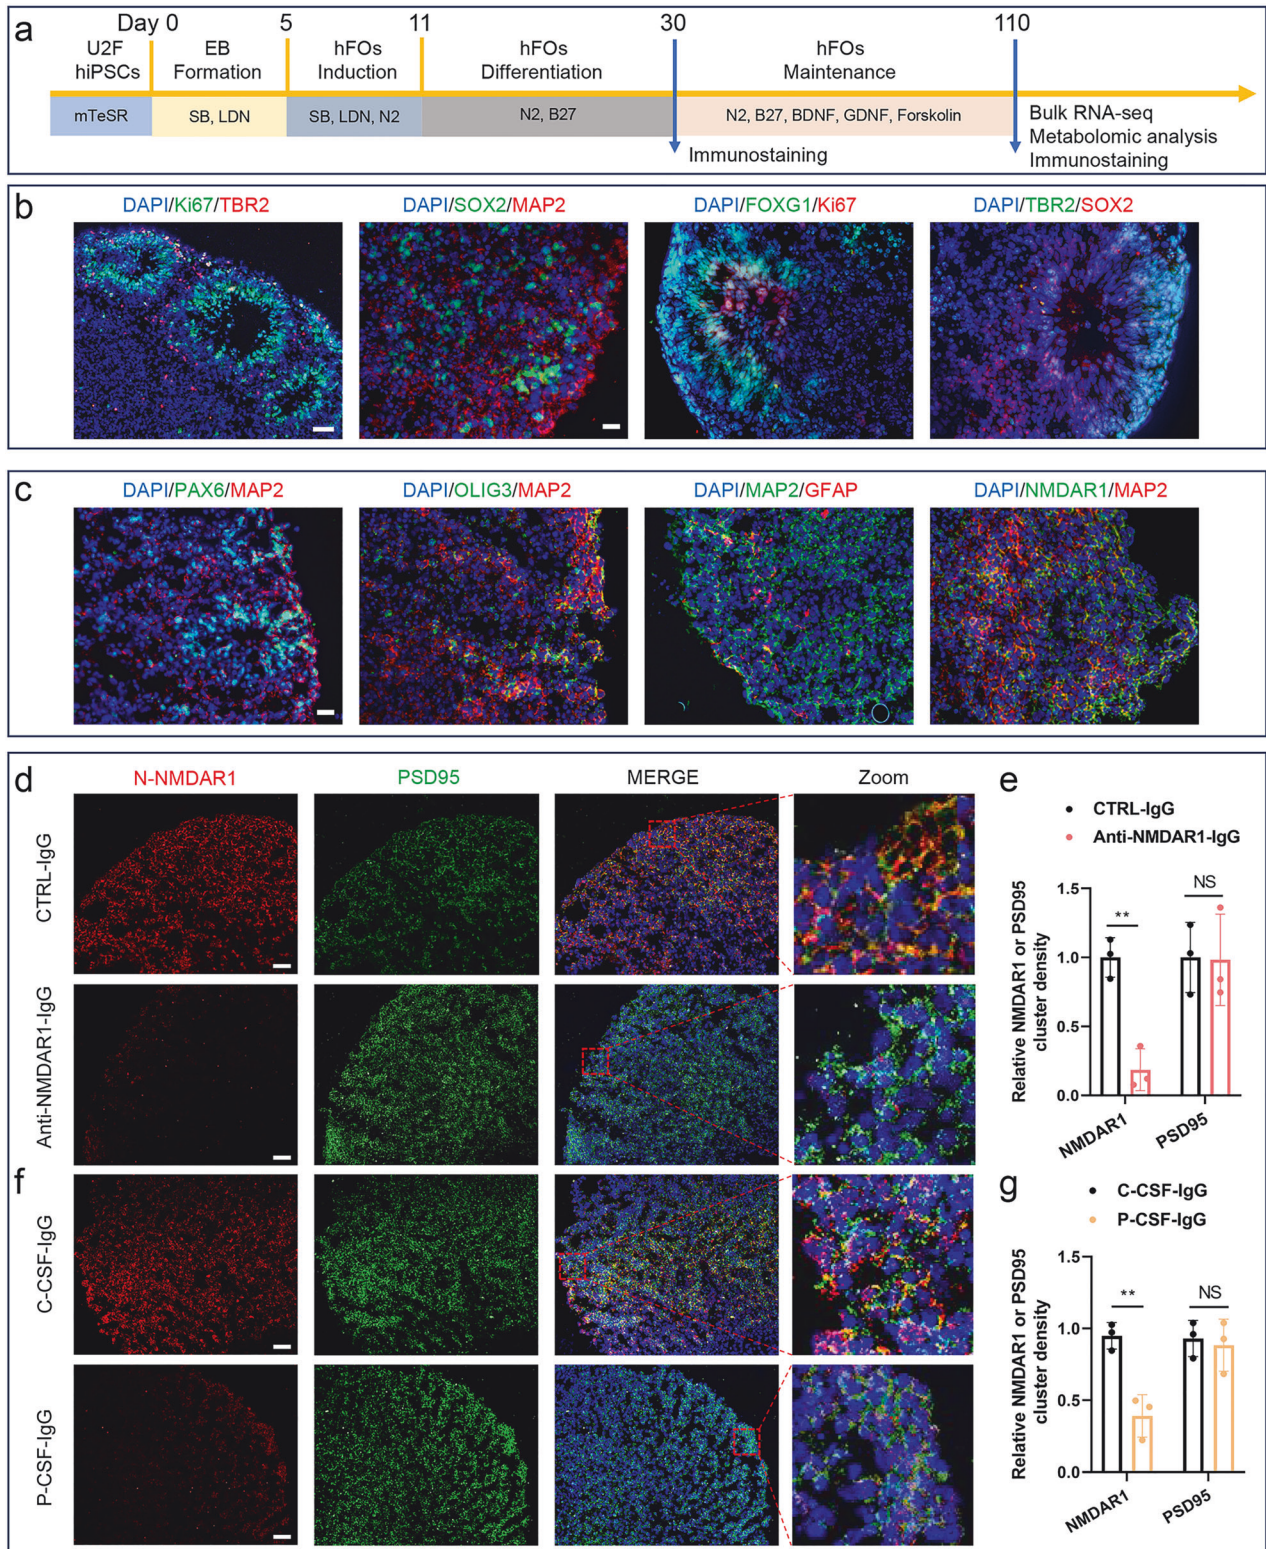 a
Day 0 5 11 30 110
U2F
hiPSCs
EB
Formation
hFOs
Induction
hFOs
Differentiation
hFOs
Maintenance
mTeSR
SB, LDN
SB, LDN, N2
N2, B27
N2, B27, BDNF, GDNF, Forskolin
Immunostaining
Bulk RNA-seq
Metabolomic analysis
Immunostaining
b
DAPI/Ki67/TBR2
DAPI/SOX2/MAP2
DAPI/FOXG1/Ki67
DAPI/TBR2/SOX2
c
DAPI/PAX6/MAP2
DAPI/OLIG3/MAP2
DAPI/MAP2/GFAP
DAPI/NMDAR1/MAP2
d
N-NMDAR1
PSD95
MERGE
Zoom
CTRL-IgG
Anti-NMDAR1-IgG
e
CTRL-IgG
Anti-NMDAR1-IgG
Relative NMDAR1 or PSD95
cluster density
1.5
1.0
0.5
0.0
**
NS
NMDAR1
PSD95
f
C-CSF-IgG
P-CSF-IgG
g
C-CSF-IgG
P-CSF-IgG
Relative NMDAR1 or PSD95
cluster density
1.5
1.0
0.5
0.0
**
NS
NMDAR1
PSD95